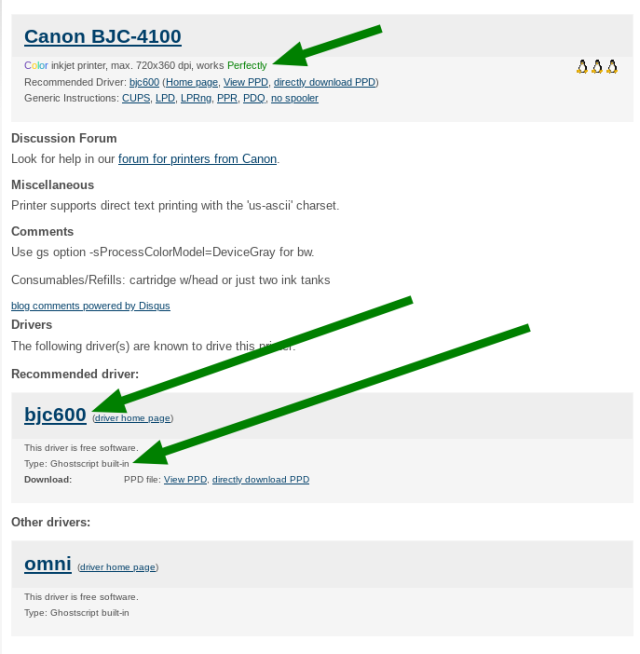 Canon BJC-4100
Color inkjet printer, max. 720x360 dpi, works Perfectly
Recommended Driver: bjc600 (Home page, View PPD, directly download PPD)
Generic Instructions: CUPS, LPD, LPRng, PPR, PDQ, no spooler
Discussion Forum
Look for help in our forum for printers from Canon.
Miscellaneous
Printer supports direct text printing with the 'us-ascii' charset.
Comments
Use gs option -sProcessColorModel=DeviceGray for bw.
Consumables/Refills: cartridge w/head or just two ink tanks
blog comments powered by Disqus
Drivers
The following driver(s) are known to drive this printer:
Recommended driver:
bjc600 (driver home page)
This driver is free software.
Type: Ghostscript built-in
Download: PPD file: View PPD, directly download PPD
Other drivers:
omni (driver home page)
This driver is free software.
Type: Ghostscript built-in